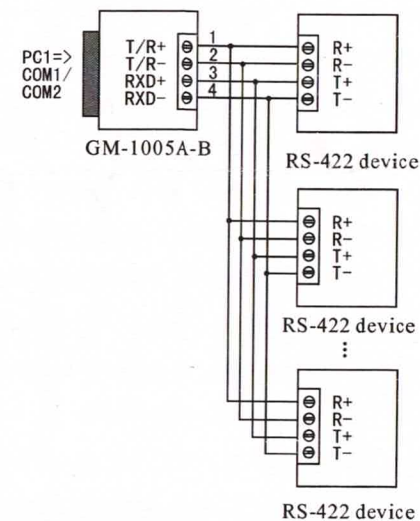 PC1=>
COM1/
COM2
T/R+ 1 R+
T/R- 2 R-
RXD+ 3 T+
RXD- 4 T-
GM-1005A-B
RS-422 device
R+
R-
T+
T-
RS-422 device
R+
R-
T+
T-
RS-422 device